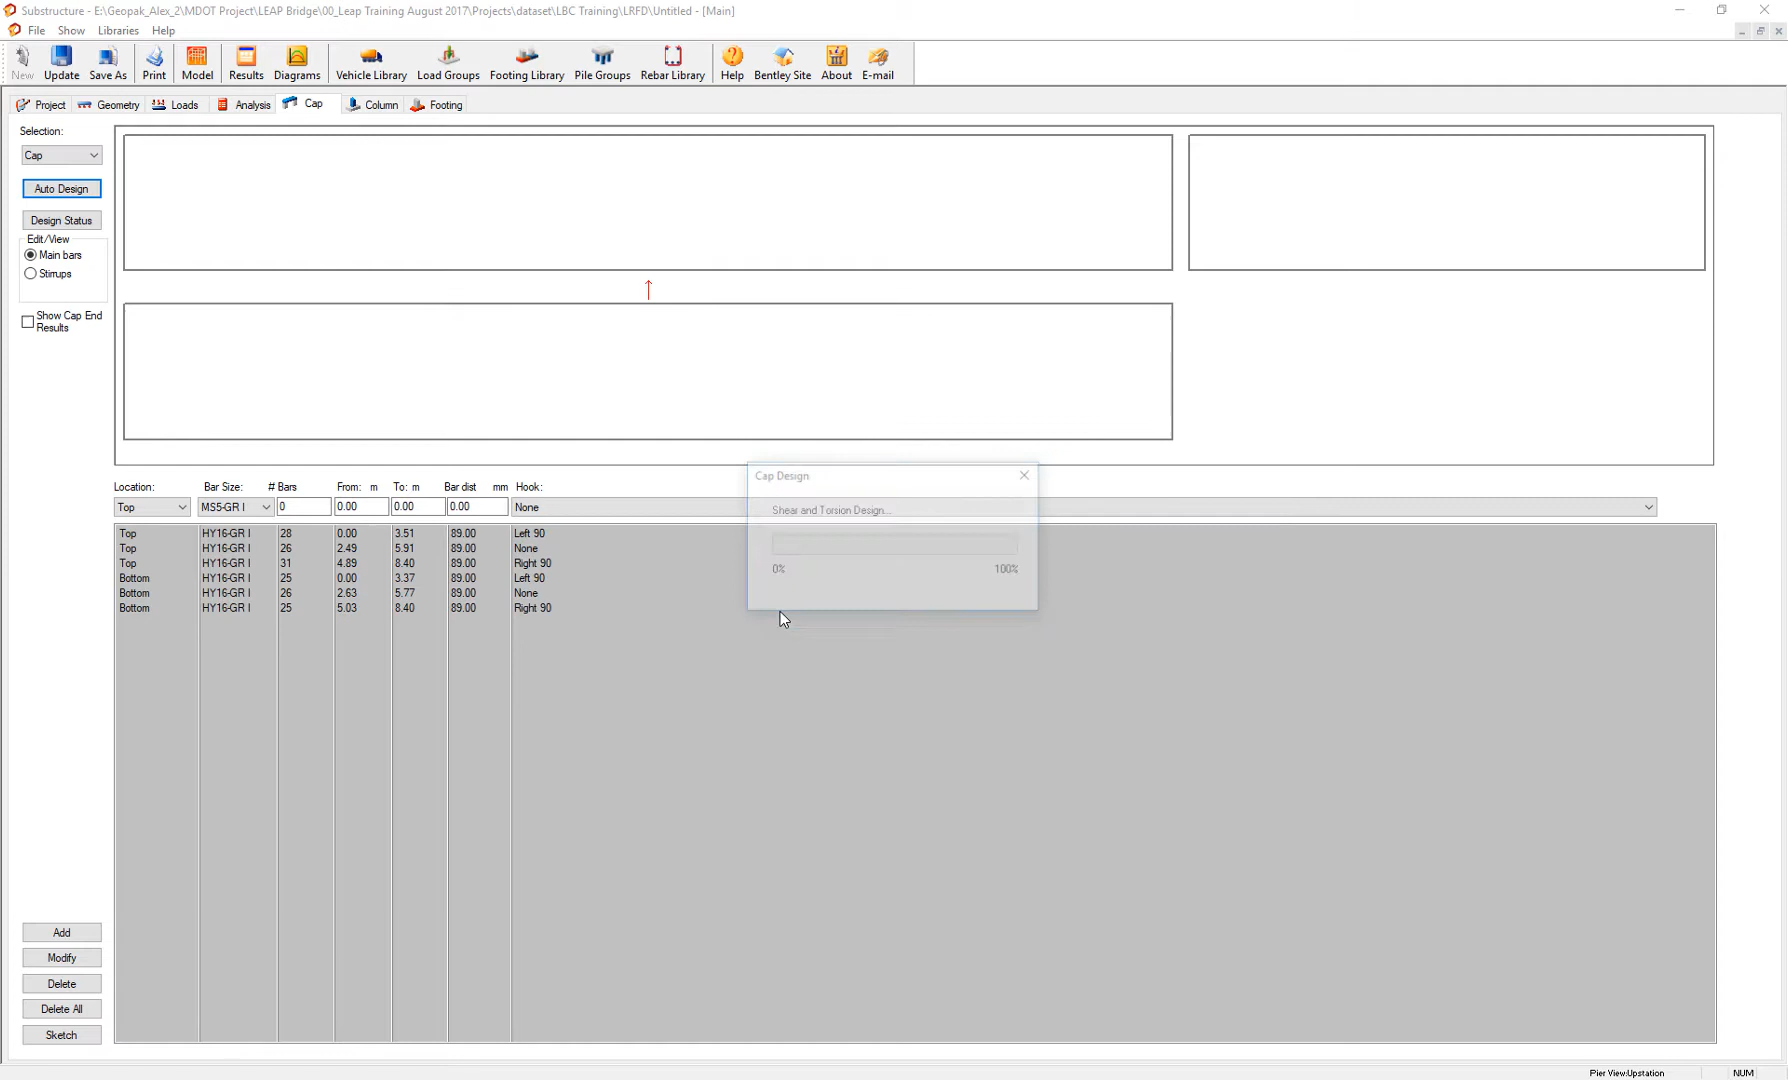 Substructure - E:\Geopak_Alex_2\MDOT Project\LEAP Bridge\00_Leap Training August 2017\Projects\dataset\LBC Training\LRFD\Untitled - [Main]
File Show Libraries Help
New Update Save As Print Model Results Diagrams Vehicle Library Load Groups Footing Library Pile Groups Rebar Library Help Bentley Site About E-mail
Project Geometry Loads Analysis Cap Column Footing
Selection:
Cap
Auto Design
Design Status
Edit/View
Main bars
Stirrups
Show Cap End
Results
Location: Bar Size: # Bars From: m To: m Bar dist mm Hook:
Top MS5-GR I 0 0.00 0.00 0.00 None
Top HY16-GR I 28 0.00 3.51 89.00 Left 90
Top HY16-GR I 26 2.49 5.91 89.00 None
Top HY16-GR I 31 4.89 8.40 89.00 Right 90
Bottom HY16-GR I 25 0.00 3.37 89.00 Left 90
Bottom HY16-GR I 26 2.63 5.77 89.00 None
Bottom HY16-GR I 25 5.03 8.40 89.00 Right 90
Cap Design
Shear and Torsion Design...
0% 100%
Add
Modify
Delete
Delete All
Sketch
Pier View:Upstation NUM